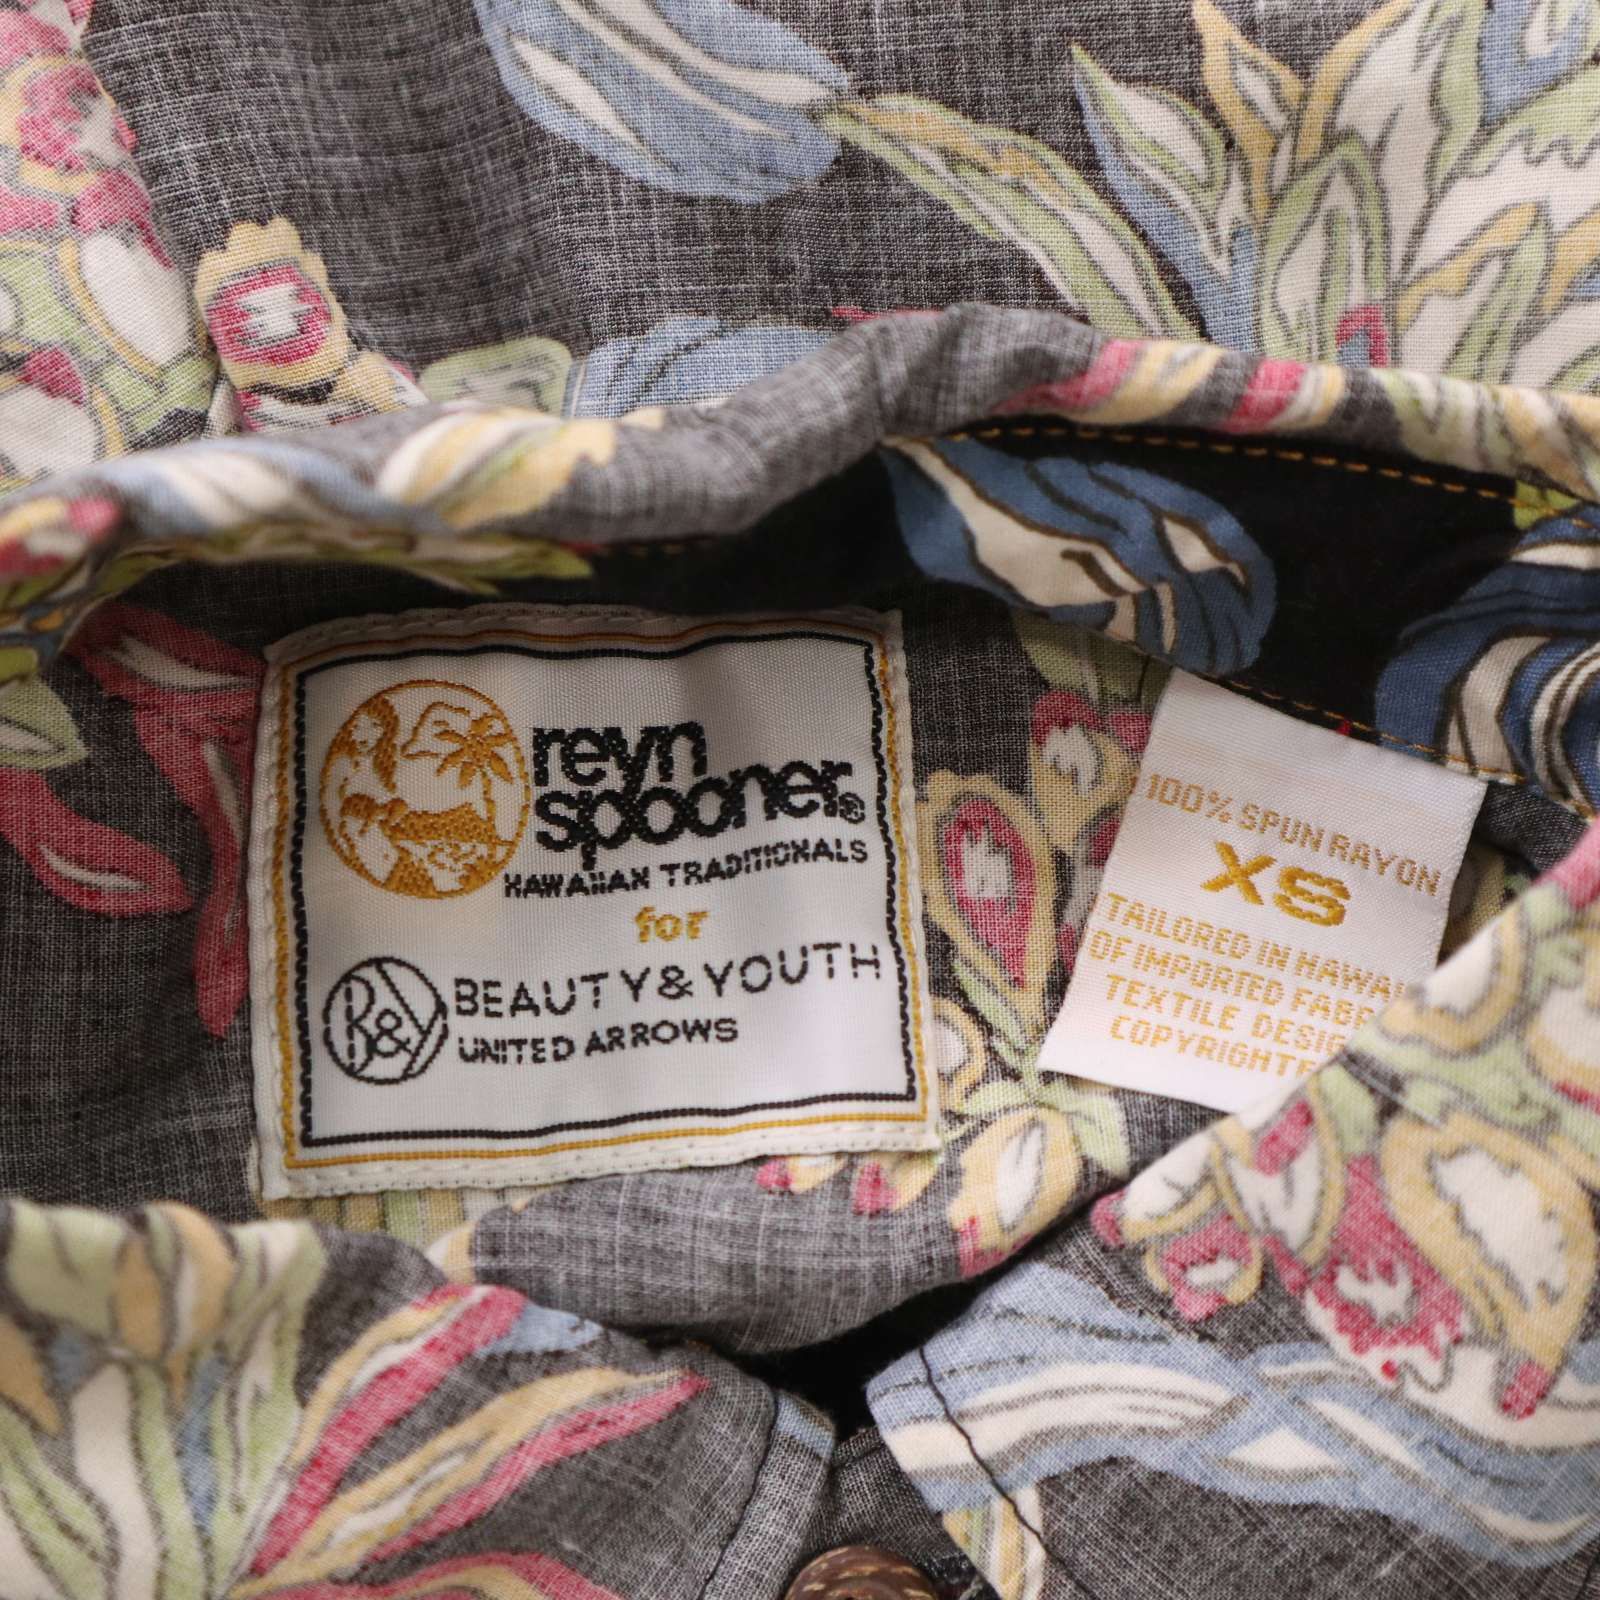 reyn
spooner®
HAWAIIAN TRADITIONALS
for
B&Y BEAUTY&YOUTH
UNITED ARROWS
100% SPUN RAYON
XS
TAILORED IN HAWAI
OF IMPORTED FABR
TEXTILE DESIG
COPYRIGHTE